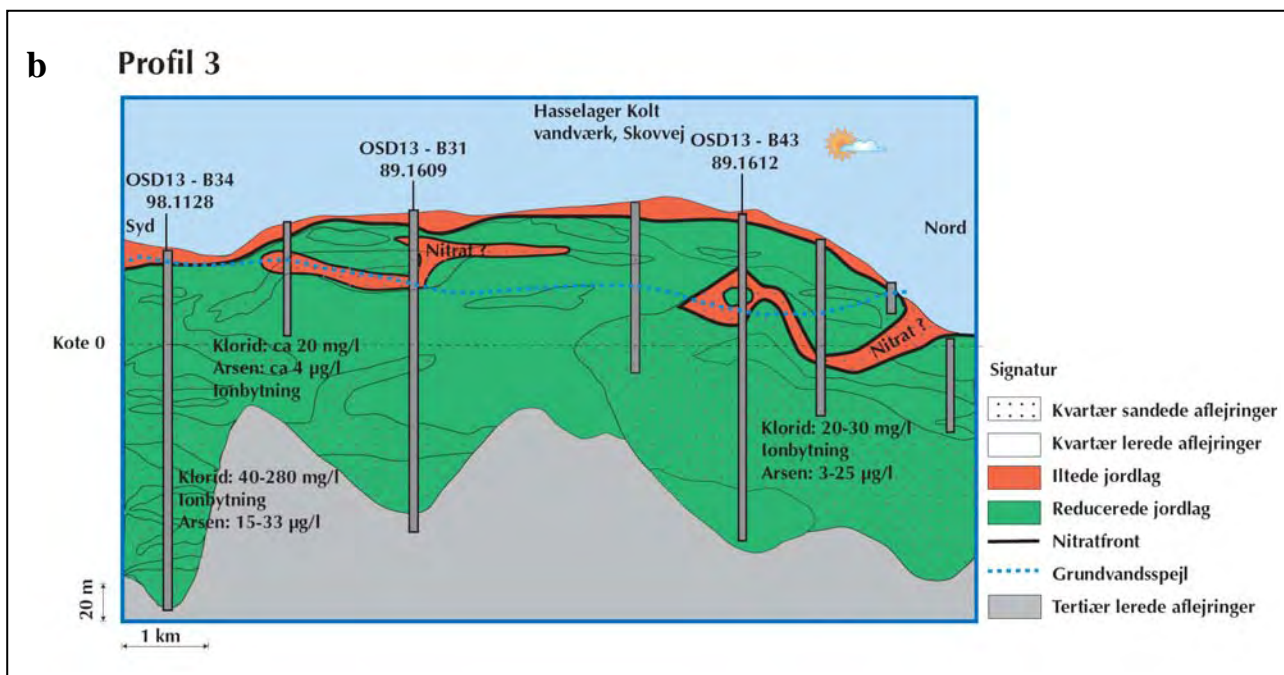 b
Profil 3
Hasselager Kolt
vandværk, Skovvej
OSD13 - B43
89.1612
OSD13 - B31
89.1609
OSD13 - B34
98.1128
Syd
Nord
Nitrat ?
Kote 0
Nitrat ?
Klorid: ca 20 mg/l
Arsen: ca 4 µg/l
Ionbytning
Klorid: 20-30 mg/l
Ionbytning
Arsen: 3-25 µg/l
Klorid: 40-280 mg/l
Ionbytning
Arsen: 15-33 µg/l
20 m
1 km
Signatur
Kvartær sandede aflejringer
Kvartær lerede aflejringer
Iltede jordlag
Reducerede jordlag
Nitratfront
Grundvandsspejl
Tertiær lerede aflejringer